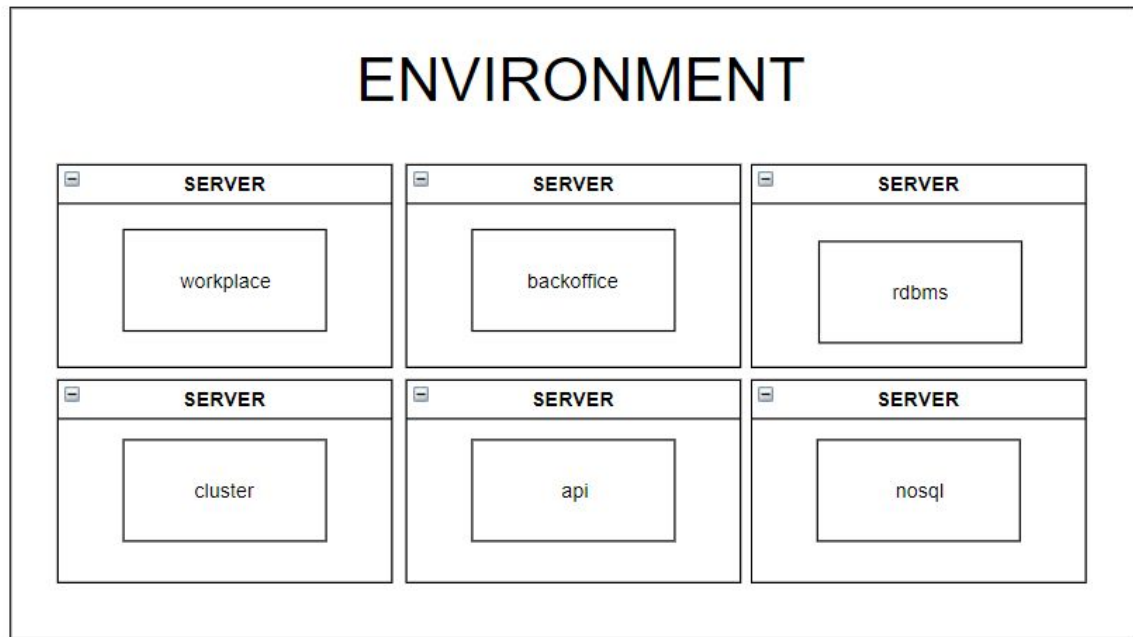 ENVIRONMENT
SERVER
workplace
SERVER
backoffice
SERVER
rdbms
SERVER
cluster
SERVER
api
SERVER
nosql